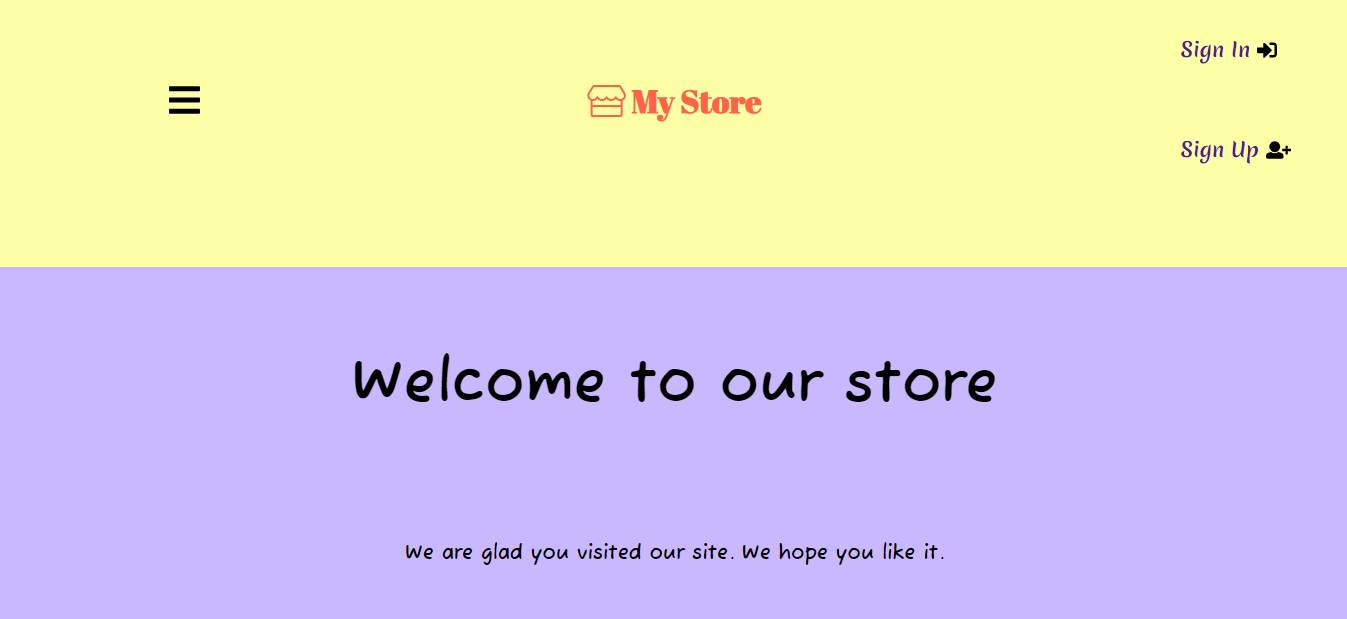 Sign In
My Store
Sign Up
Welcome to our store
We are glad you visited our site. We hope you like it.